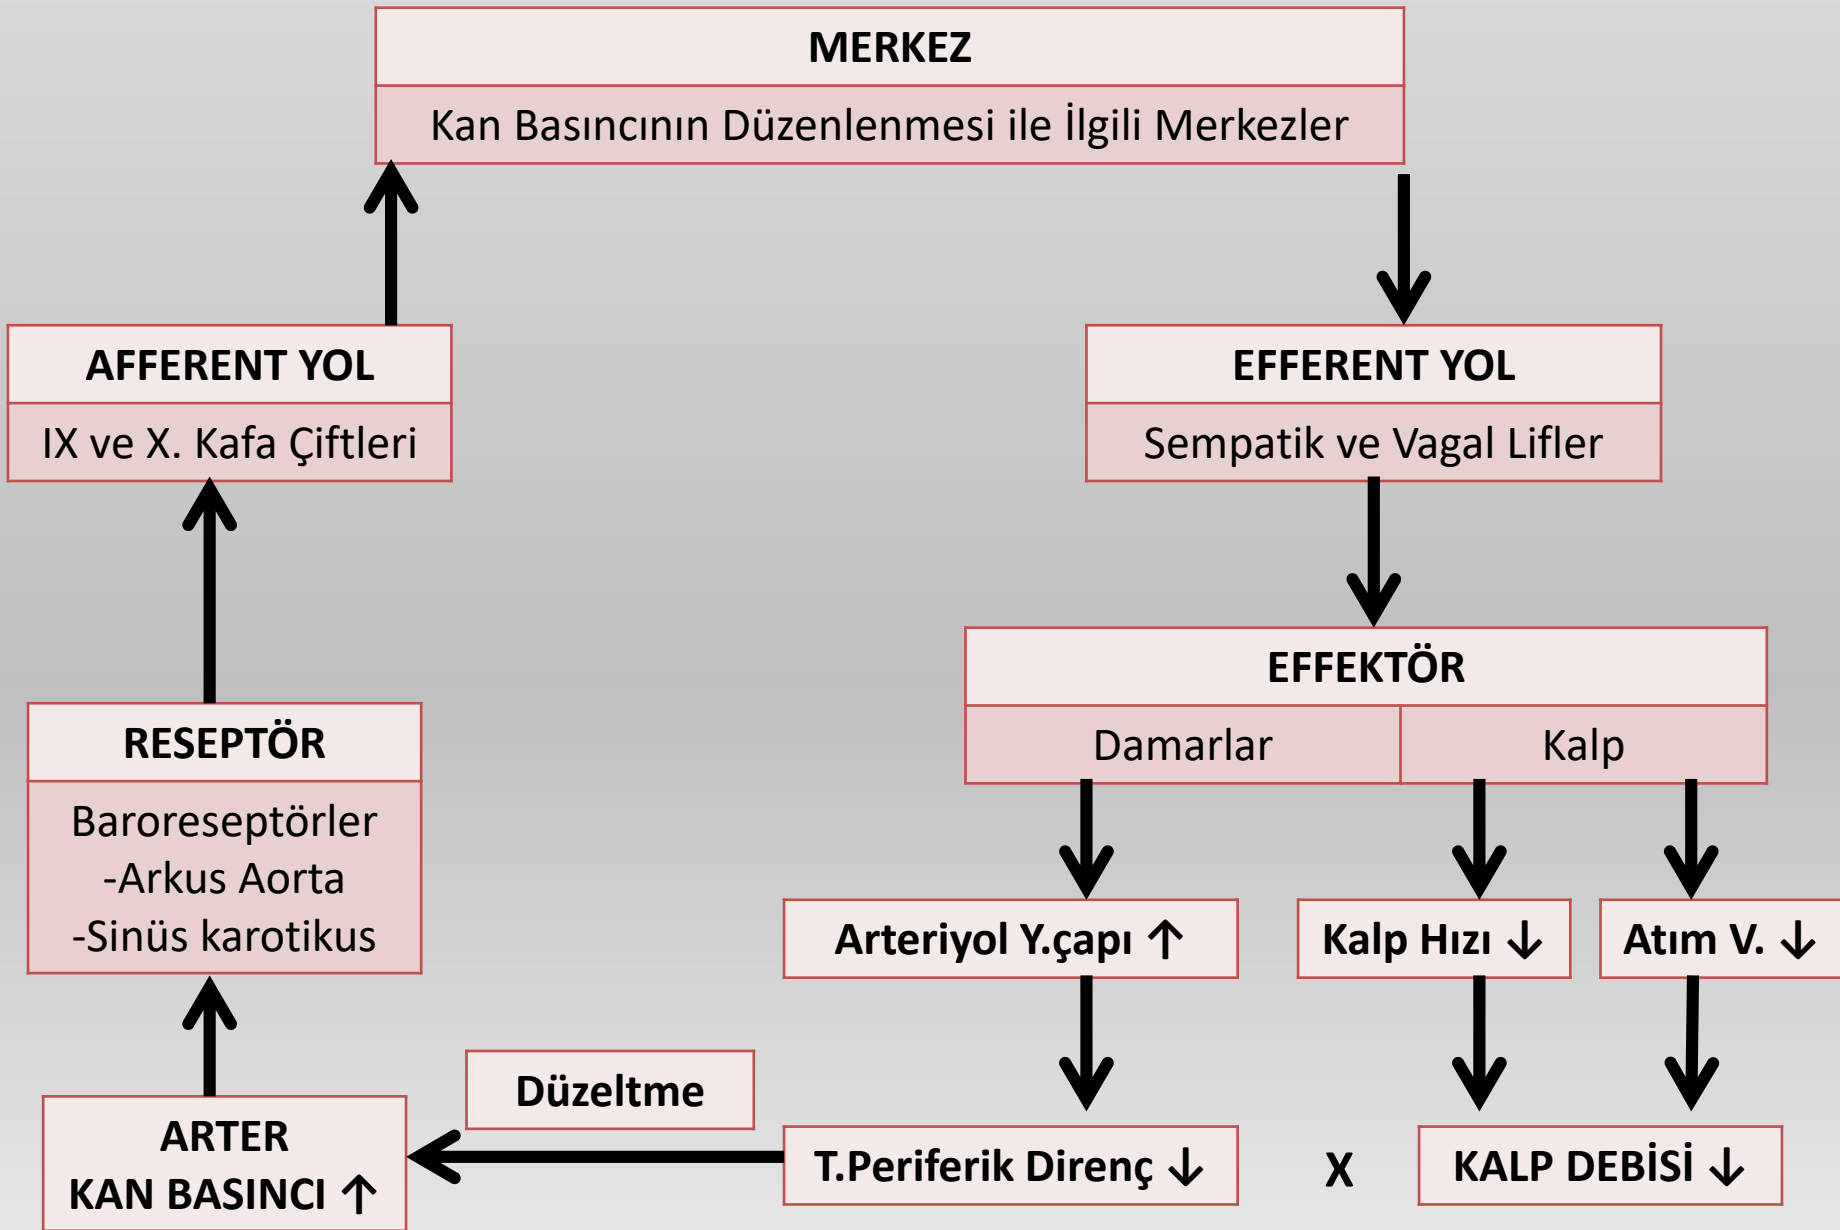 MERKEZ
Kan Basıncının Düzenlenmesi ile İlgili Merkezler
AFFERENT YOL
IX ve X. Kafa Çiftleri
EFFERENT YOL
Sempatik ve Vagal Lifler
EFFEKTÖR
Damarlar
Kalp
RESEPTÖR
Baroreseptörler
-Arkus Aorta
-Sinüs karotikus
Arteriyol Y.çapı ↑
Kalp Hızı ↓
Atım V. ↓
Düzeltme
ARTER
KAN BASINCI ↑
T.Periferik Direnç ↓
X
KALP DEBİSİ ↓